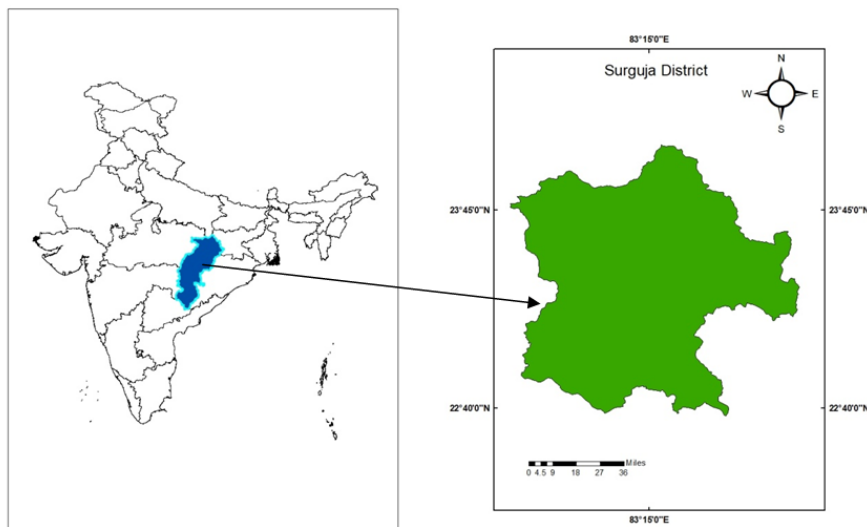 83°15'0"E
Surguja District
N
W E
S
23°45'0"N 23°45'0"N
22°40'0"N 22°40'0"N
Miles
0 4.5 9 18 27 36
83°15'0"E